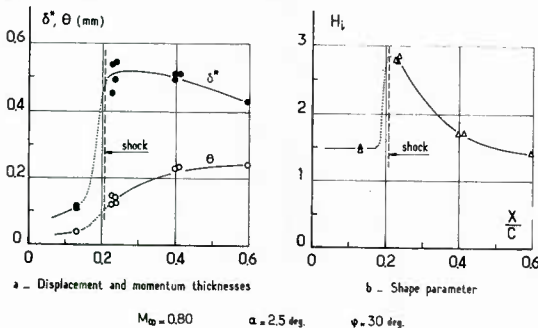 δ*, θ (mm)
0,6
0,4
0,2
0
0
0,2
0,4
0,6
δ*
shock
θ
a _ Displacement and momentum thicknesses
Hi
3
2
1
0
0
0.2
0.4
0.6
shock
X
C
b _ Shape parameter
M∞ = 0.80 α = 2.5 deg. φ = 30 deg.